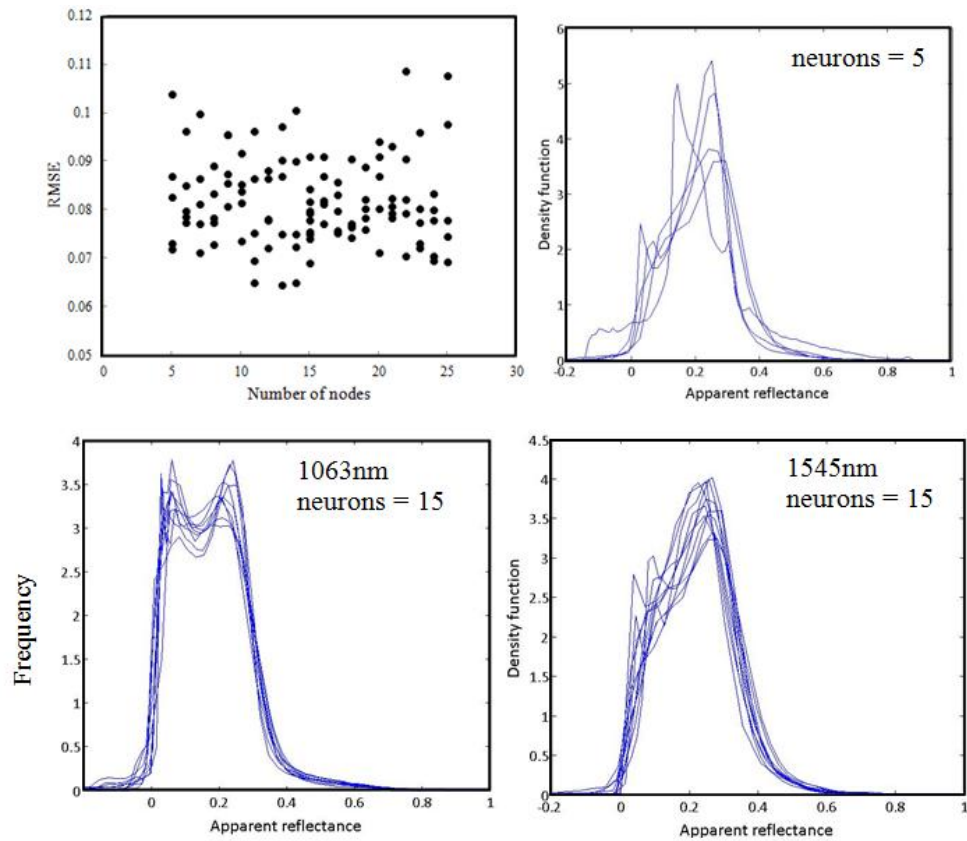 0.12
0.11
0.1
0.09
0.08
0.07
0.06
0.05
RMSE
0 5 10 15 20 25 30
Number of nodes
neurons = 5
6
5
4
3
2
1
0
Density function
-0.2 0 0.2 0.4 0.6 0.8 1
Apparent reflectance
1063nm
neurons = 15
4
3.5
3
2.5
2
1.5
1
0.5
0
Frequency
0 0.2 0.4 0.6 0.8 1
Apparent reflectance
1545nm
neurons = 15
4.5
4
3.5
3
2.5
2
1.5
1
0.5
0
Density function
-0.2 0 0.2 0.4 0.6 0.8 1
Apparent reflectance